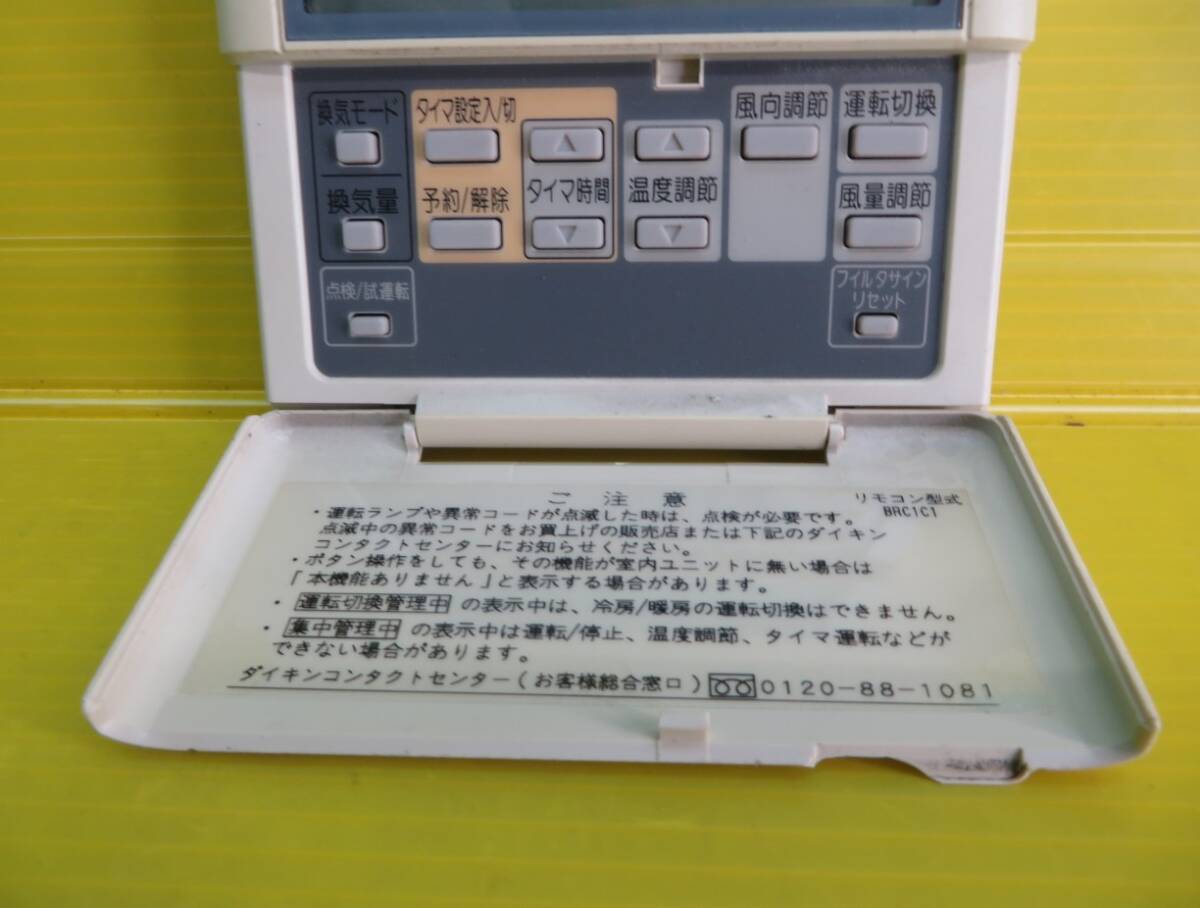 換気モード
タイマ設定入/切
風向調節
運転切換
換気量
予約/解除
タイマ時間
温度調節
風量調節
点検/試運転
フィルタサイン
リセット
ご注意
リモコン型式
BRC1C1
・運転ランプや異常コードが点滅した時は、点検が必要です。
点滅中の異常コードをお買上げの販売店または下記のダイキン
コンタクトセンターにお知らせください。
・ボタン操作をしても、その機能が室内ユニットに無い場合は
「本機能ありません」と表示する場合があります。
・運転切換管理中 の表示中は、冷房/暖房の運転切換はできません。
・集中管理中 の表示中は運転/停止、温度調節、タイマ運転などが
できない場合があります。
ダイキンコンタクトセンター(お客様総合窓口) 0120-88-1081